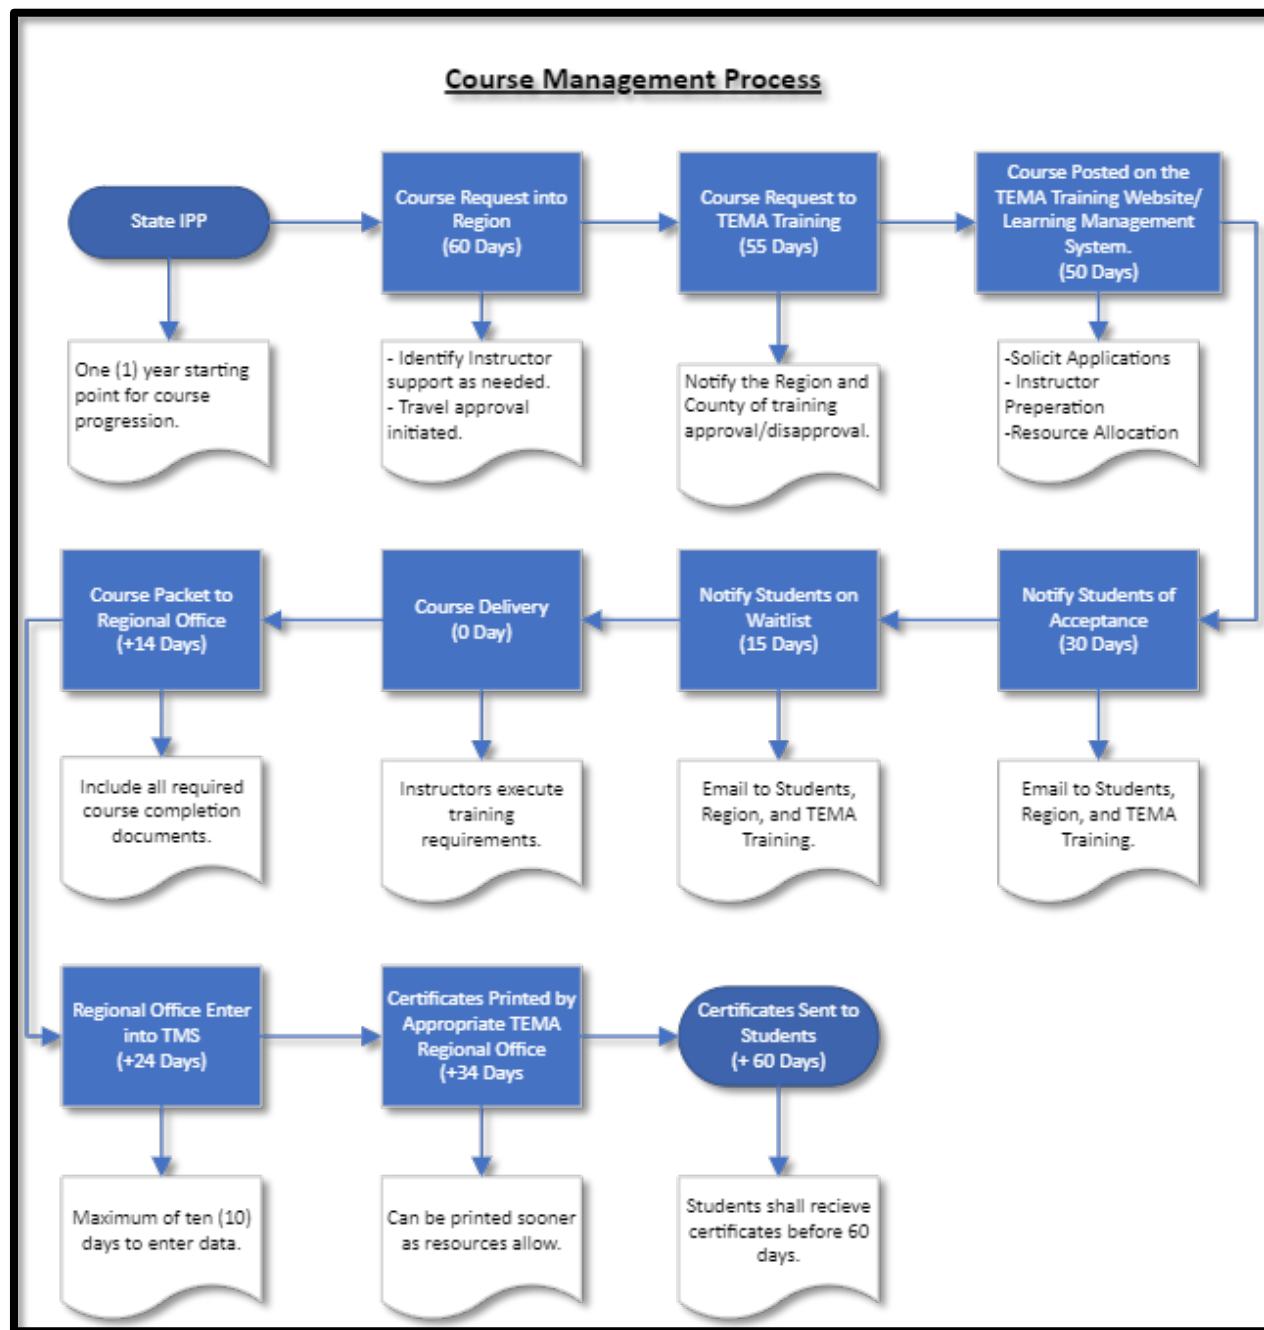 Course Management Process
State IPP
Course Request into
Region
(60 Days)
Course Request to
TEMA Training
(55 Days)
Course Posted on the
TEMA Training Website/
Learning Management
System.
(50 Days)
One (1) year starting
point for course
progression.
- Identify Instructor
support as needed.
- Travel approval
initiated.
Notify the Region and
County of training
approval/disapproval.
-Solicit Applications
- Instructor
Preperation
-Resource Allocation
Course Packet to
Regional Office
(+14 Days)
Course Delivery
(0 Day)
Notify Students on
Waitlist
(15 Days)
Notify Students of
Acceptance
(30 Days)
Include all required
course completion
documents.
Instructors execute
training
requirements.
Email to Students,
Region, and TEMA
Training.
Email to Students,
Region, and TEMA
Training.
Regional Office Enter
into TMS
(+24 Days)
Certificates Printed by
Appropriate TEMA
Regional Office
(+34 Days
Certificates Sent to
Students
(+ 60 Days)
Maximum of ten (10)
days to enter data.
Can be printed sooner
as resources allow.
Students shall recieve
certificates before 60
days.